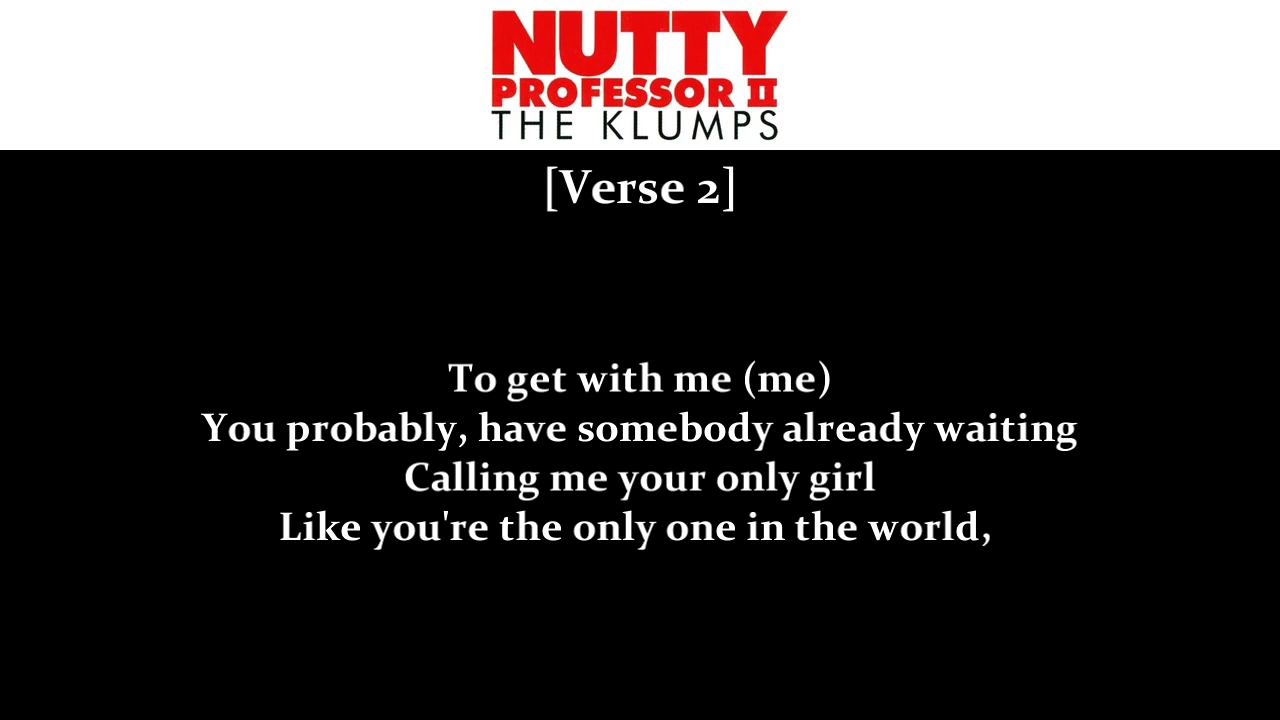 NUTTY
PROFESSOR II
THE KLUMPS
[Verse 2]
To get with me (me)
You probably, have somebody already waiting
Calling me your only girl
Like you're the only one in the world,